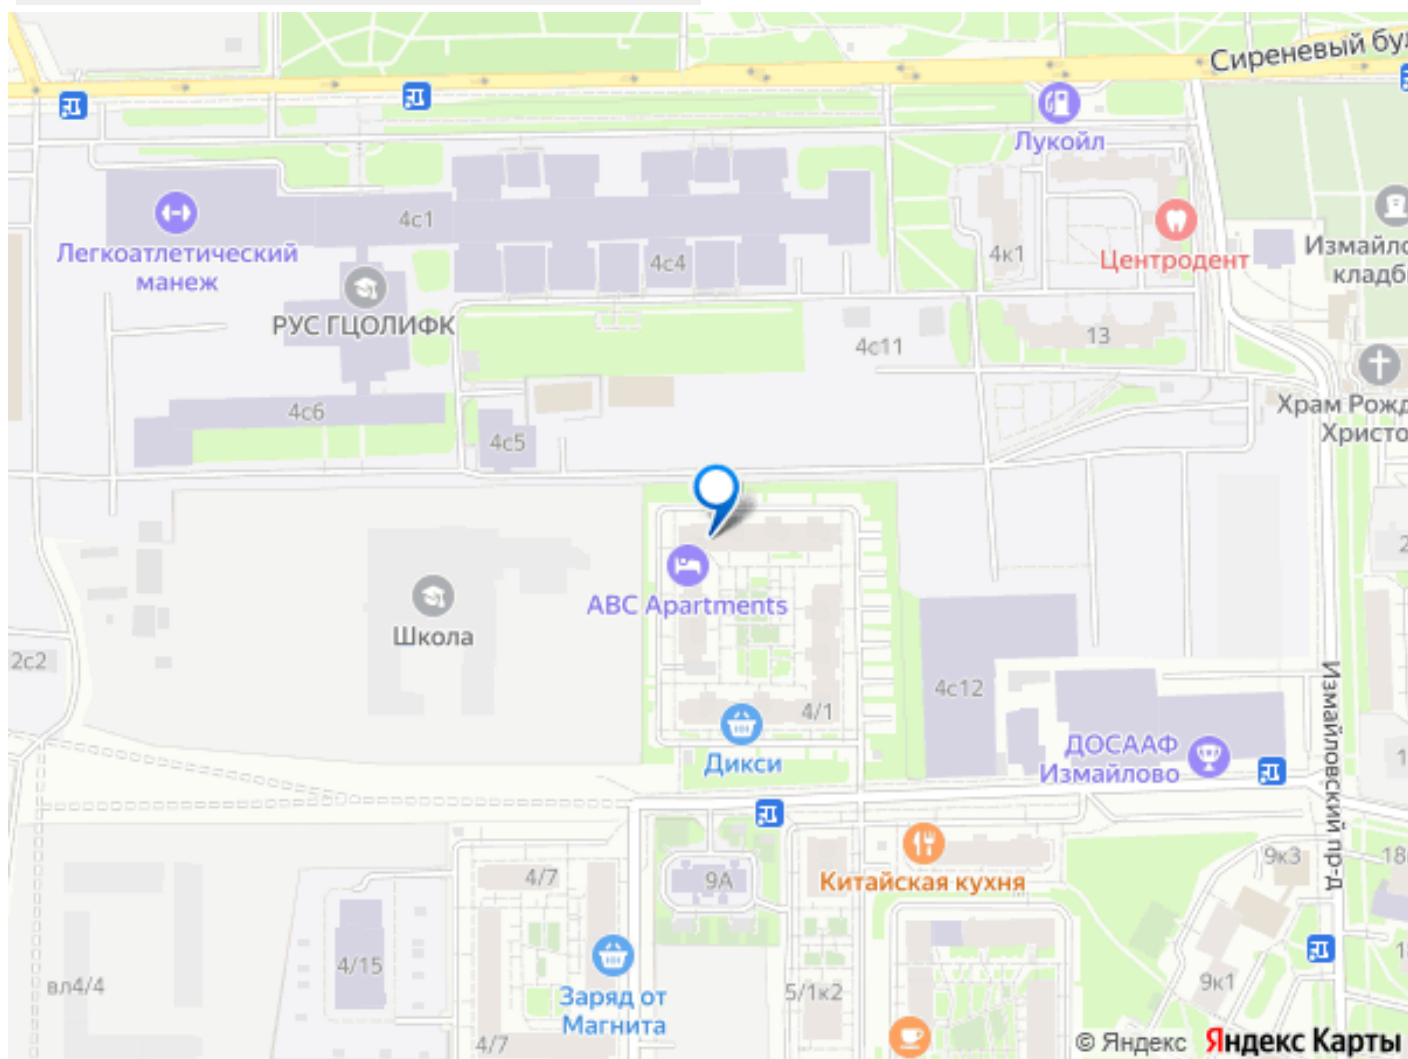 Сиреневый бул
Лукойл
4с1
Легкоатлетический
манеж
4с4
4к1
Центродент
Измайло
кладб
РУС ГЦОЛИФК
4с11
13
4с6
4с5
Храм Рожд
Христо
ABC Apartments
Школа
2с2
4с12
4/1
Дикси
ДОСААФ
Измайлово
Измайловский пр-д
4/7
9А
Китайская кухня
9к3
18
4/15
вл4/4
Заряд от
Магнита
5/1к2
9к1
4/7
© Яндекс Яндекс Карты